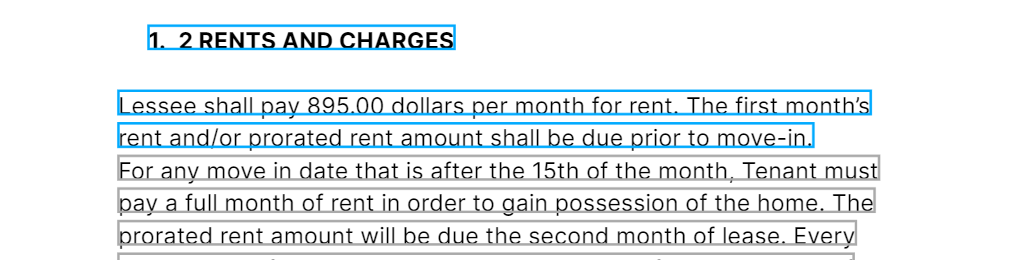 1. 2 RENTS AND CHARGES
Lessee shall pay 895.00 dollars per month for rent. The first month’s
rent and/or prorated rent amount shall be due prior to move-in.
For any move in date that is after the 15th of the month, Tenant must
pay a full month of rent in order to gain possession of the home. The
prorated rent amount will be due the second month of lease. Every